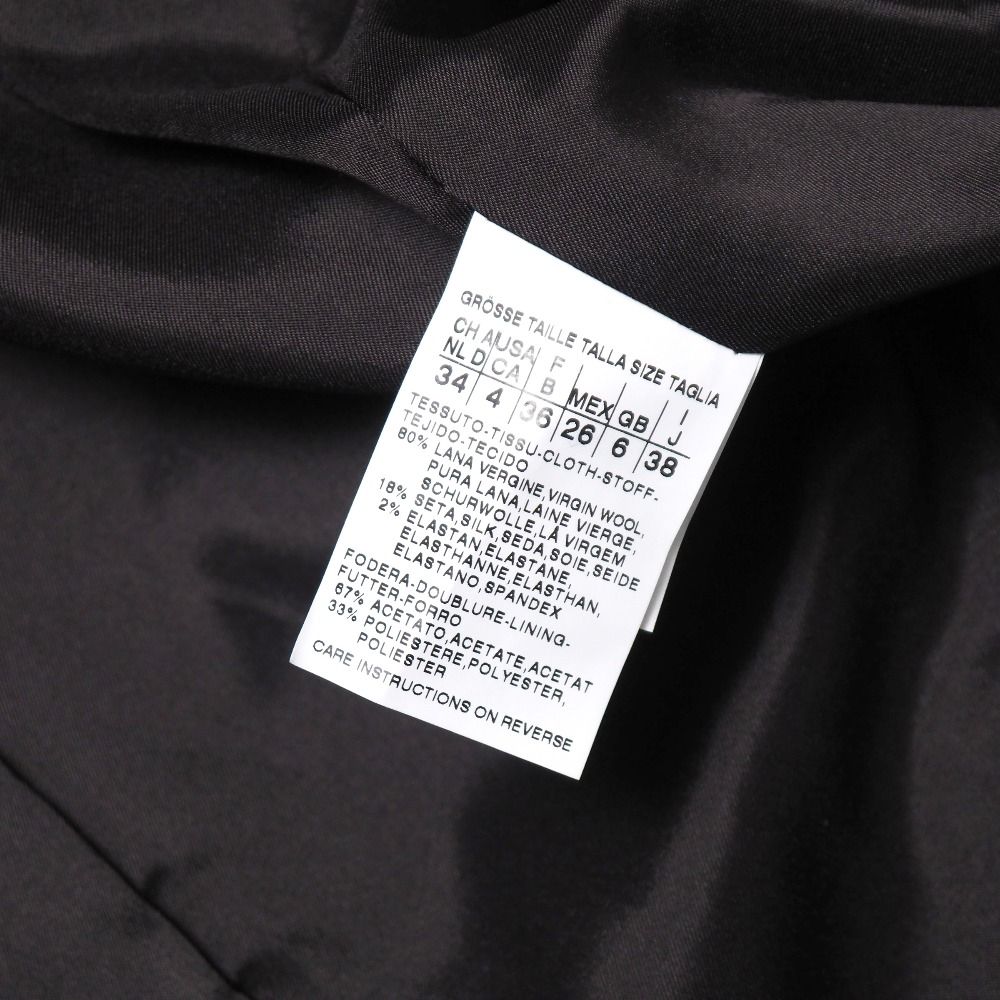 GRÖSSE TAILLE TALLA SIZE TAGLIA
CH A USA F MEX GB I
NL D CA B J
34 4 36 26 6 38
TESSUTO-TISSU-CLOTH-STOFF-
TEJIDO-TECIDO
80% LANA VERGINE, VIRGIN WOOL,
PURA LANA, LAINE VIERGE,
SCHURWOLLE, LÃ VIRGEM
18% SETA, SILK, SEDA, SOIE, SEIDE
2% ELASTAN, ELASTANE,
ELASTHANNE, ELASTHAN,
ELASTANO, SPANDEX
FODERA-DOUBLURE-LINING-
FUTTER-FORRO
67% ACETATO, ACETATE, ACETAT
33% POLIESTERE, POLYESTER,
POLIESTER
CARE INSTRUCTIONS ON REVERSE